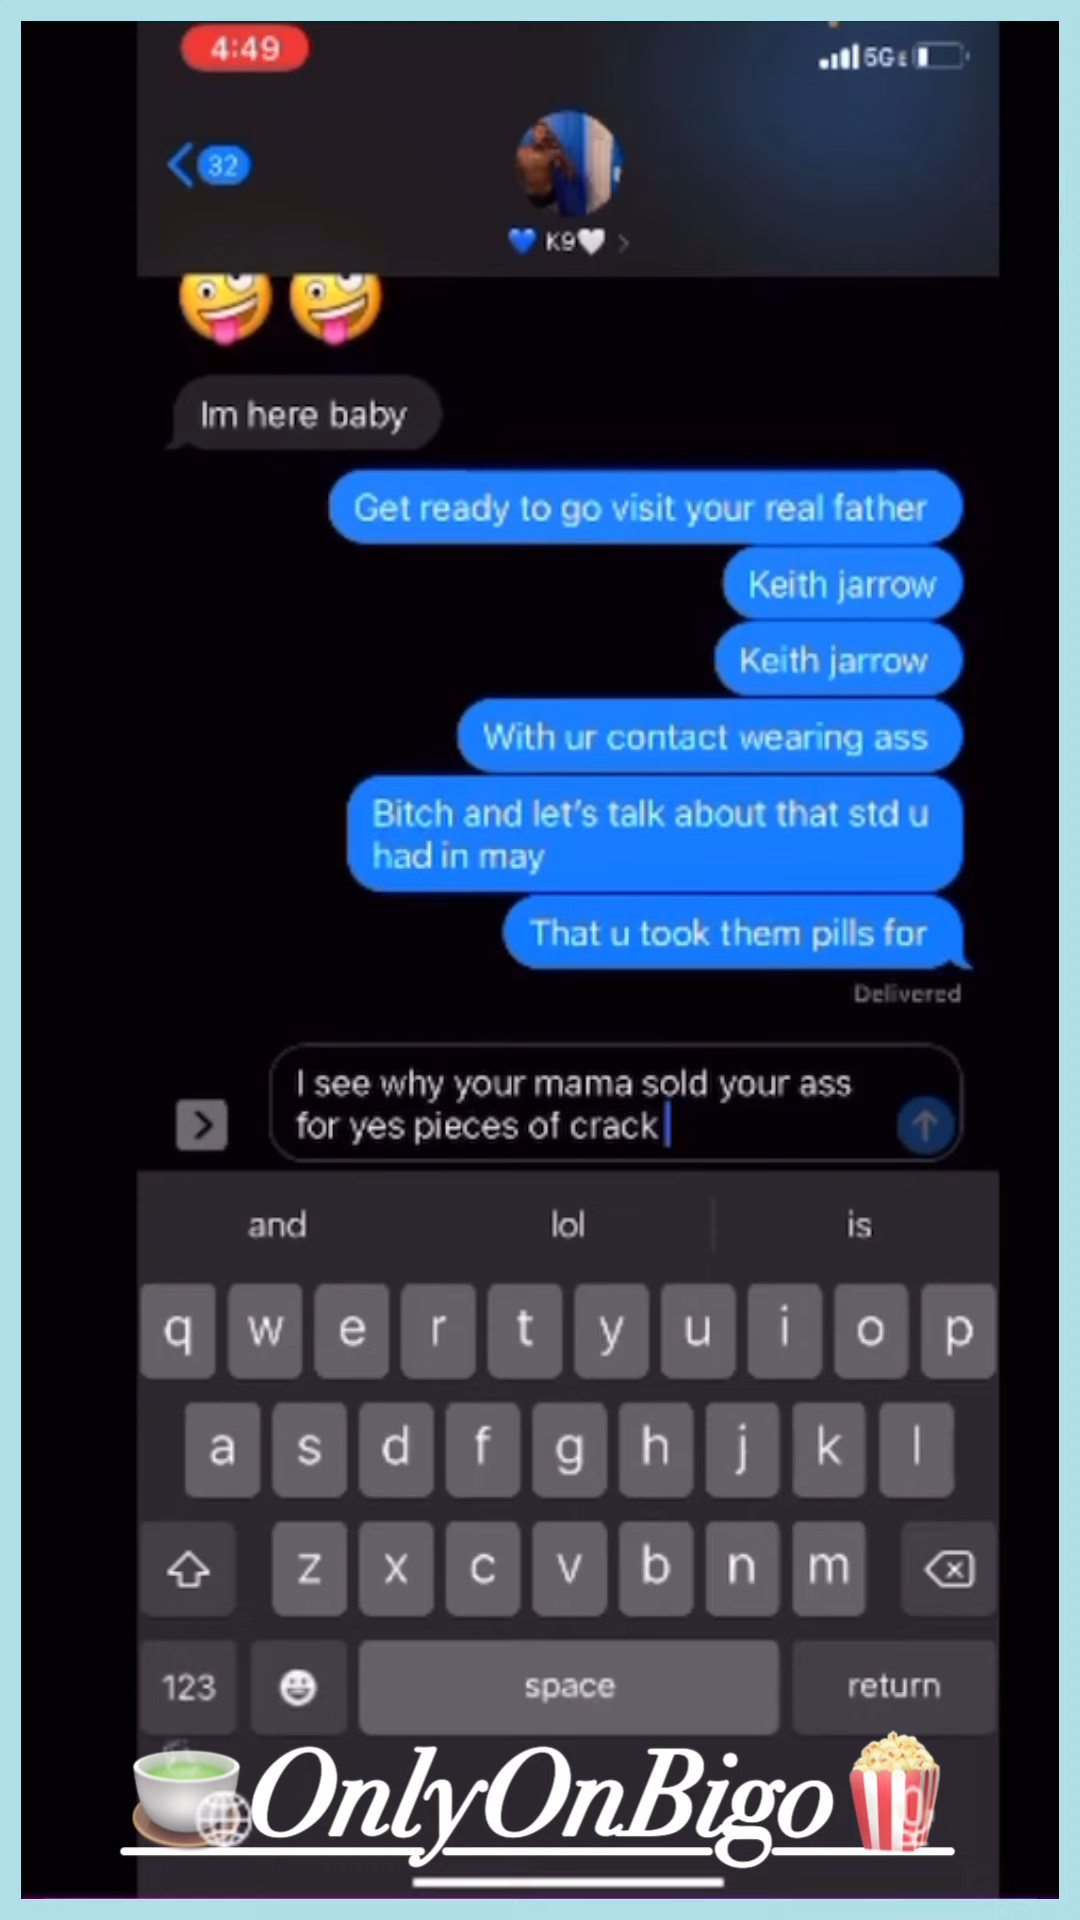 4:49
5GE
32
💙 K9🤍 >
🤪 🤪
Im here baby
Get ready to go visit your real father
Keith jarrow
Keith jarrow
With ur contact wearing ass
Bitch and let's talk about that std u
had in may
That u took them pills for
Delivered
I see why your mama sold your ass
for yes pieces of crack
and lol is
q w e r t y u i o p
a s d f g h j k l
z x c v b n m
123 space return
OnlyOnBigo